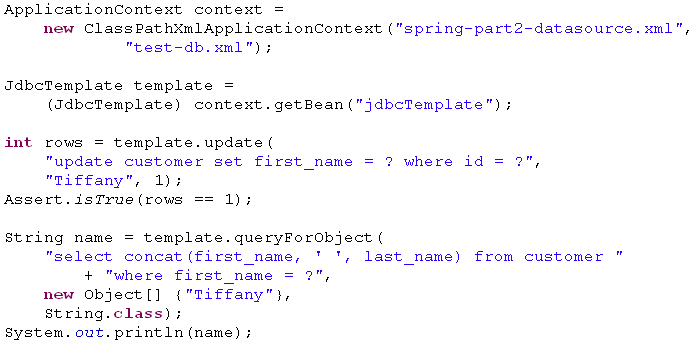 ApplicationContext context =
    new ClassPathXmlApplicationContext("spring-part2-datasource.xml",
            "test-db.xml");

JdbcTemplate template =
    (JdbcTemplate) context.getBean("jdbcTemplate");

int rows = template.update(
    "update customer set first_name = ? where id = ?",
    "Tiffany", 1);
Assert.isTrue(rows == 1);

String name = template.queryForObject(
    "select concat(first_name, ' ', last_name) from customer "
        + "where first_name = ?",
    new Object[] {"Tiffany"},
    String.class);
System.out.println(name);